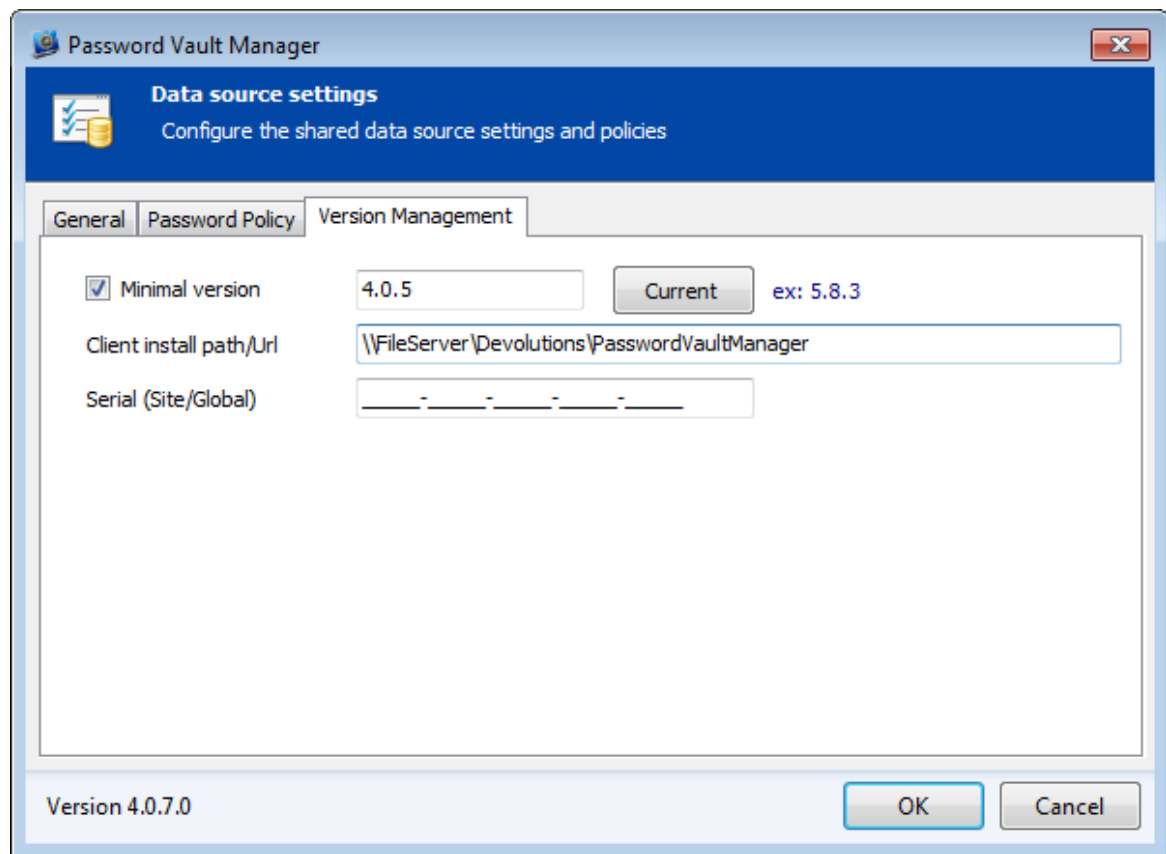 Password Vault Manager
Data source settings
Configure the shared data source settings and policies
General Password Policy Version Management
Minimal version 4.0.5 Current ex: 5.8.3
Client install path/Url \\FileServer\Devolutions\PasswordVaultManager
Serial (Site/Global) _____-_____-_____-_____-_____
Version 4.0.7.0 OK Cancel